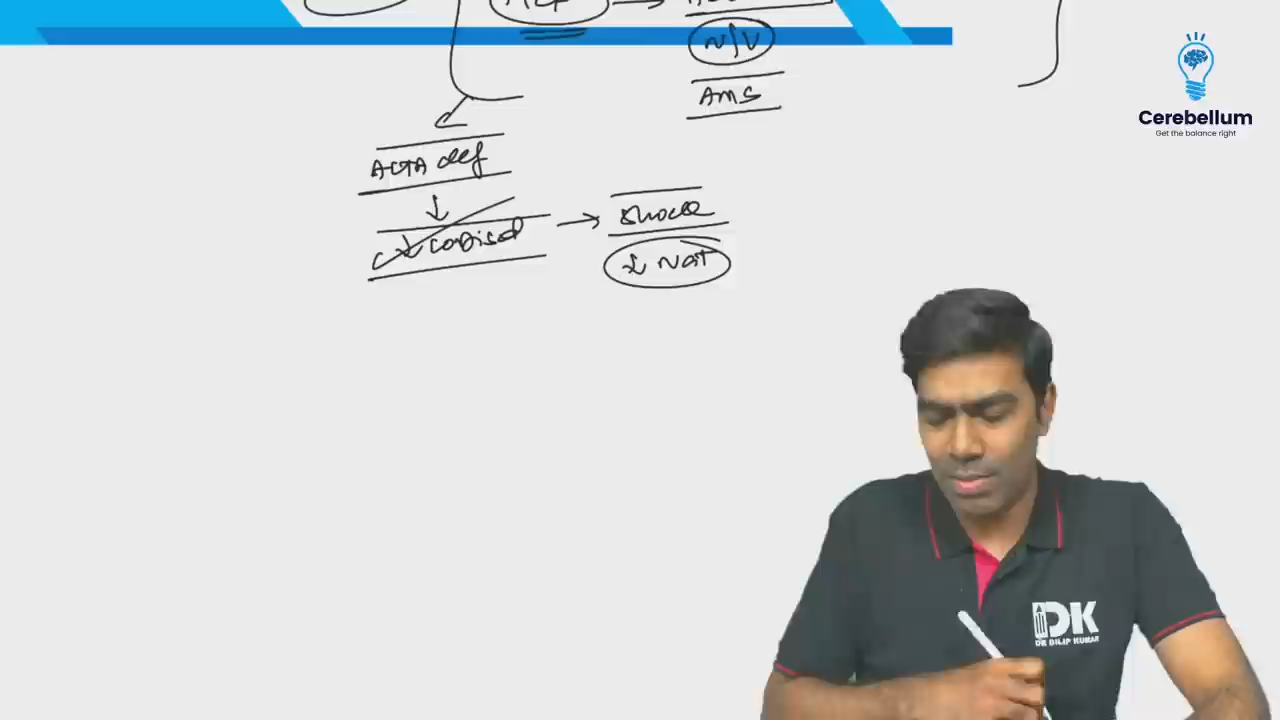 N/V
AMS
ACTH def
↓
↓ cortisol → shock
↓ Na+
Cerebellum
Get the balance right
DK
DR DILIP KUMAR